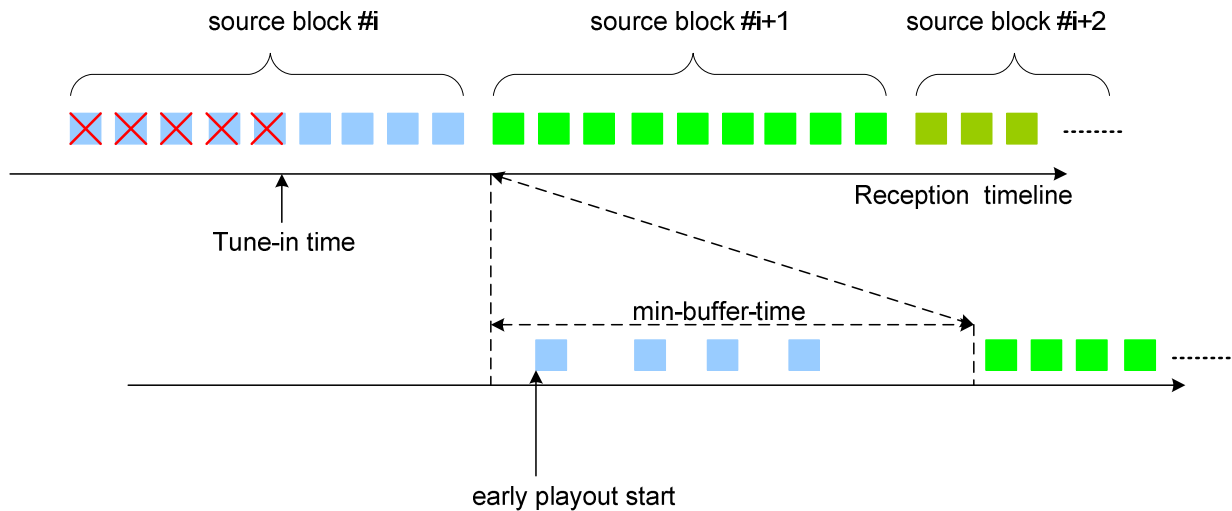 source block #i
source block #i+1
source block #i+2
Reception timeline
Tune-in time
min-buffer-time
early playout start